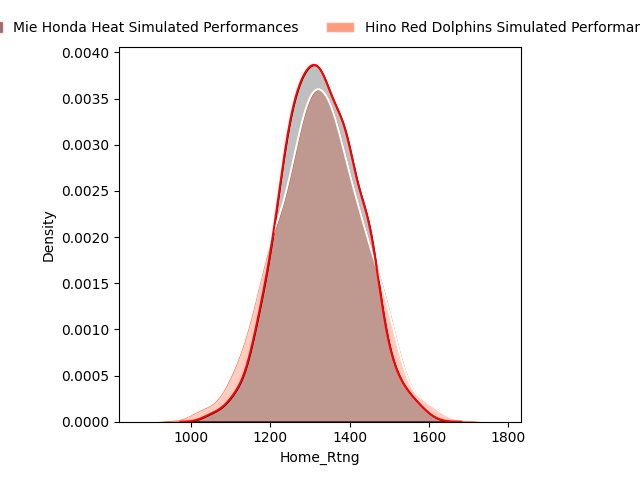 Mie Honda Heat Simulated Performances
Hino Red Dolphins Simulated
0.0040
0.0035
0.0030
0.0025
0.0020
0.0015
0.0010
0.0005
0.0000
Density
1000 1200 1400 1600 1800
Home_Rtng